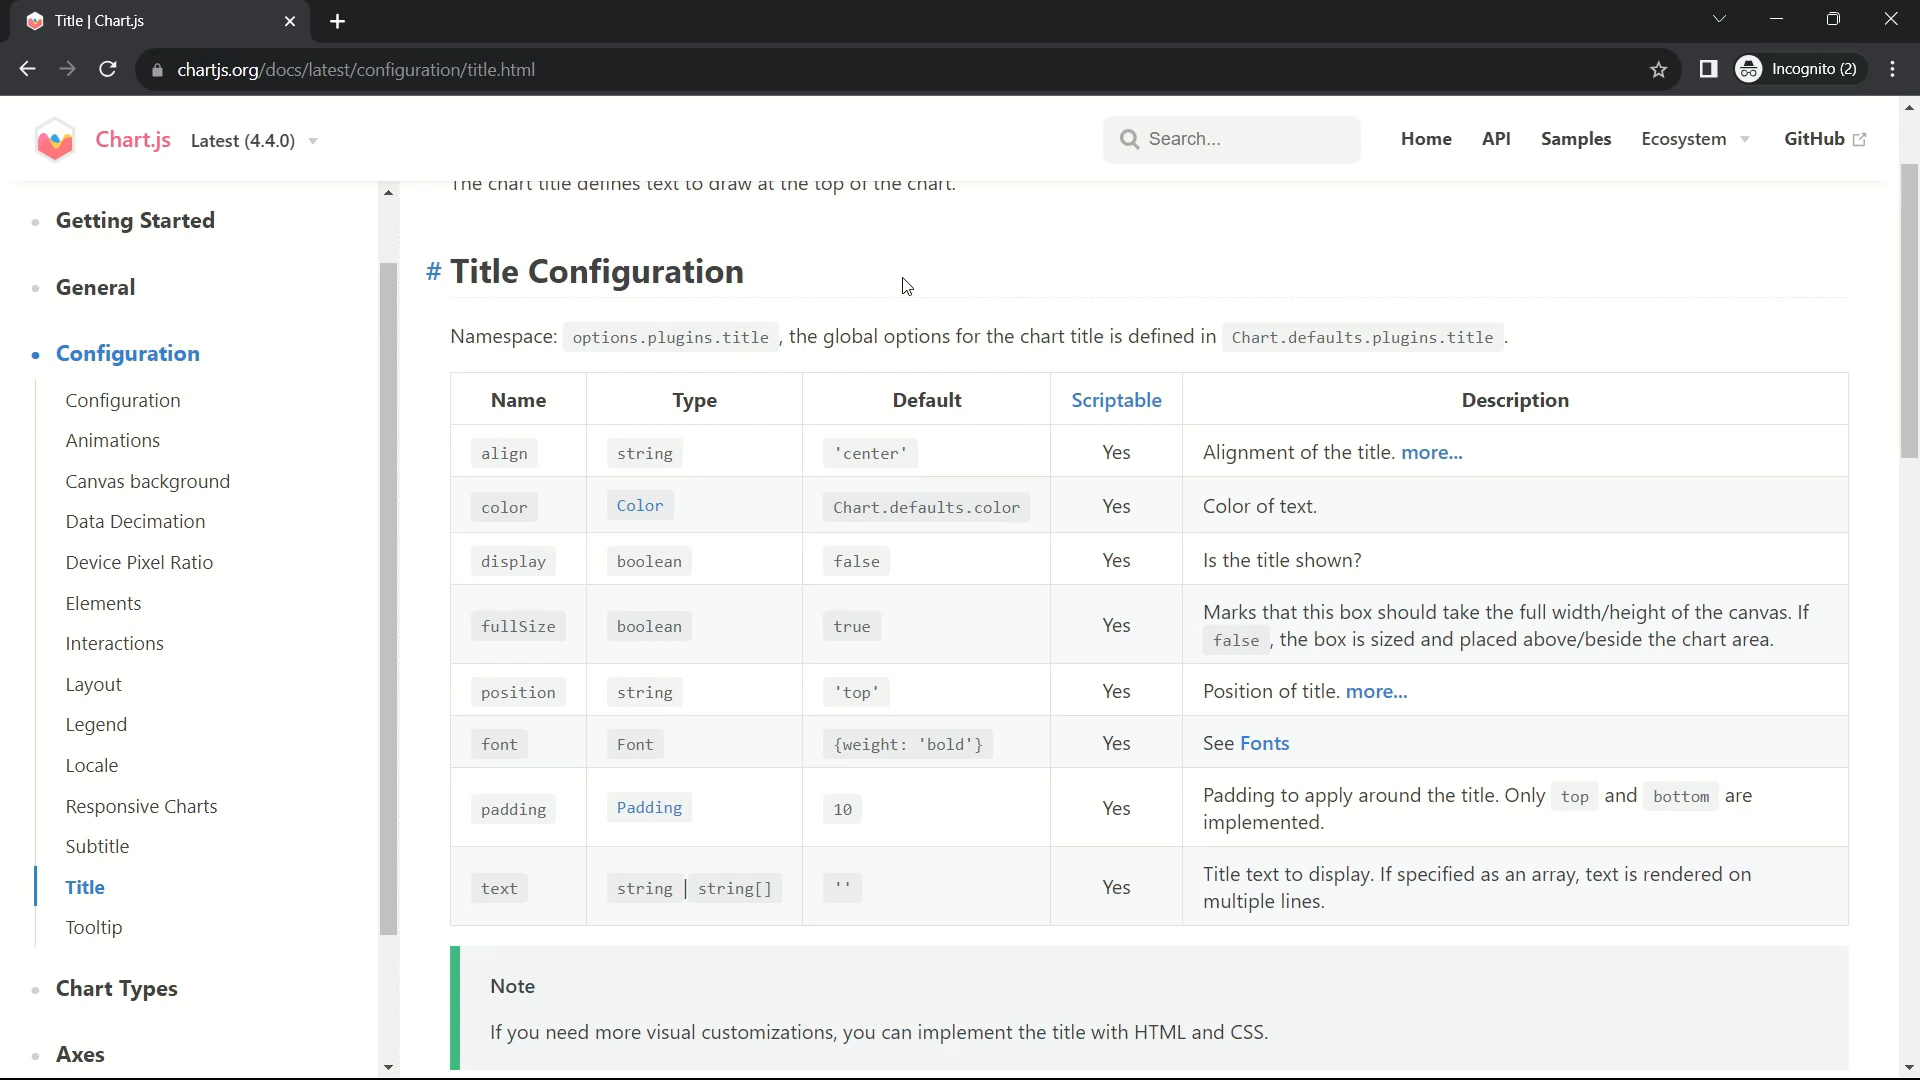 Title | Chart.js
chartjs.org/docs/latest/configuration/title.html
Incognito (2)
Chart.js
Latest (4.4.0)
Search...
Home
API
Samples
Ecosystem
GitHub
Getting Started
General
Configuration
Configuration
Animations
Canvas background
Data Decimation
Device Pixel Ratio
Elements
Interactions
Layout
Legend
Locale
Responsive Charts
Subtitle
Title
Tooltip
Chart Types
Axes
The chart title defines text to draw at the top of the chart.
# Title Configuration
Namespace: options.plugins.title , the global options for the chart title is defined in Chart.defaults.plugins.title .
Name Type Default Scriptable Description
align string 'center' Yes Alignment of the title. more...
color Color Chart.defaults.color Yes Color of text.
display boolean false Yes Is the title shown?
fullSize boolean true Yes Marks that this box should take the full width/height of the canvas. If
false , the box is sized and placed above/beside the chart area.
position string 'top' Yes Position of title. more...
font Font {weight: 'bold'} Yes See Fonts
padding Padding 10 Yes Padding to apply around the title. Only top and bottom are
implemented.
text string | string[] '' Yes Title text to display. If specified as an array, text is rendered on
multiple lines.
Note
If you need more visual customizations, you can implement the title with HTML and CSS.